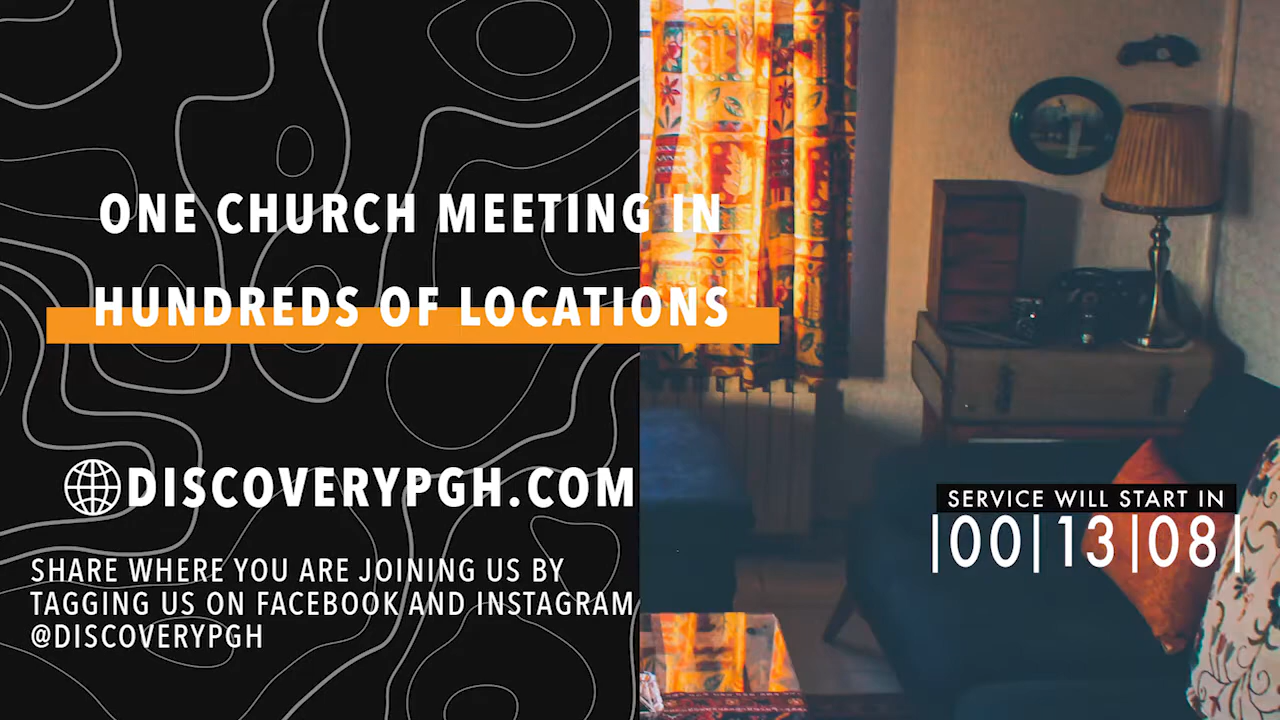 ONE CHURCH MEETING IN
HUNDREDS OF LOCATIONS
DISCOVERYPGH.COM
SHARE WHERE YOU ARE JOINING US BY
TAGGING US ON FACEBOOK AND INSTAGRAM
@DISCOVERYPGH
SERVICE WILL START IN
|00|13|08|